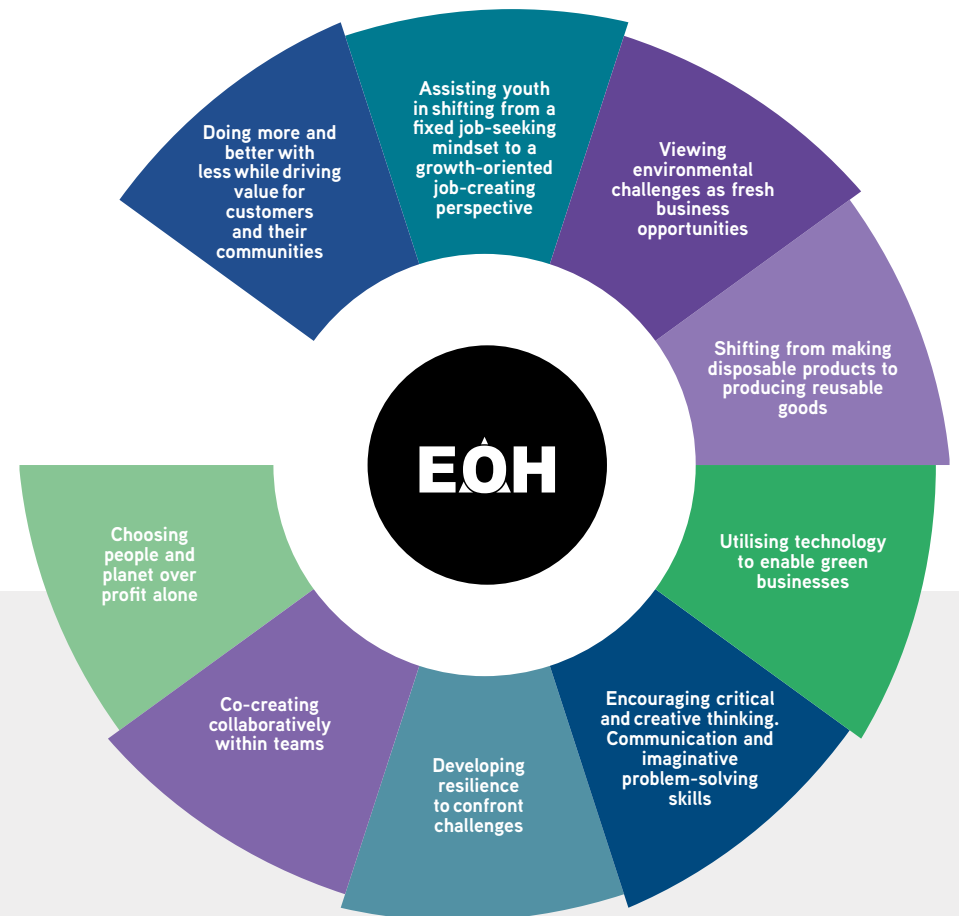 Doing more and
better with
less while driving
value for
customers
and their
communities
Assisting youth
in shifting from a
fixed job-seeking
mindset to a
growth-oriented
job-creating
perspective
Viewing
environmental
challenges as fresh
business
opportunities
Shifting from making
disposable products to
producing reusable
goods
Utilising technology
to enable green
businesses
Encouraging critical
and creative thinking.
Communication and
imaginative
problem-solving
skills
Developing
resilience
to confront
challenges
Co-creating
collaboratively
within teams
Choosing
people and
planet over
profit alone
EOH